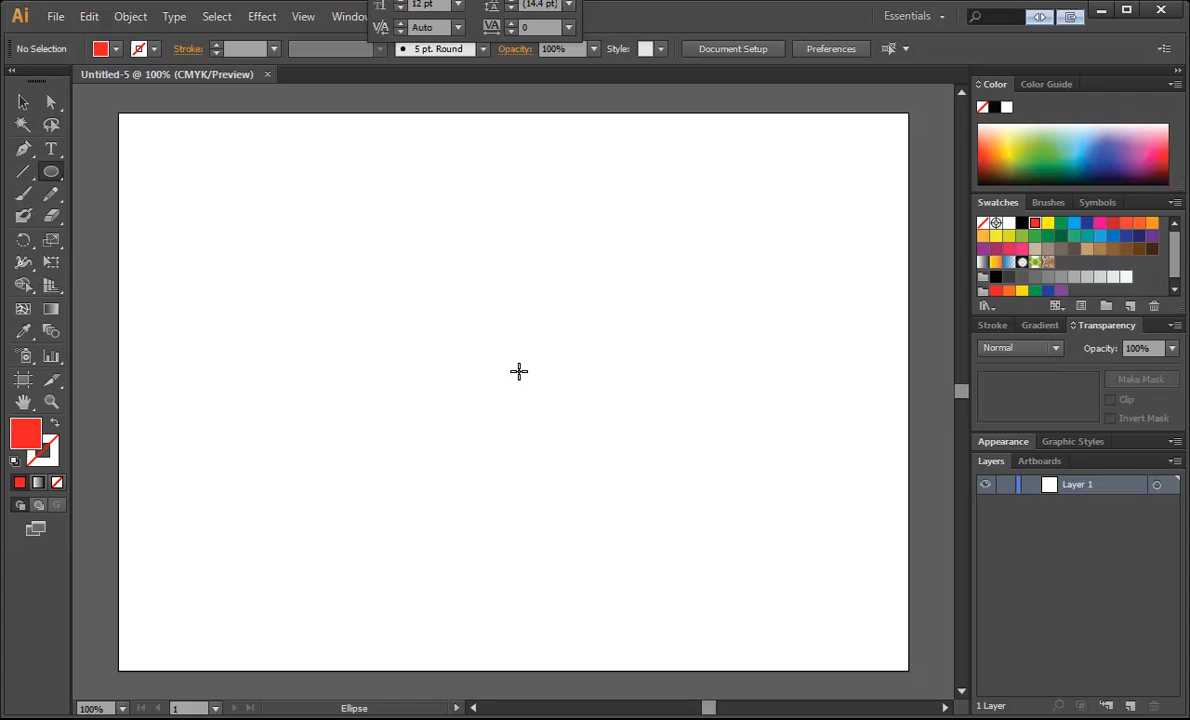 12 pt (14.4 pt)
Ai File Edit Object Type Select Effect View Window Essentials
Auto 0
No Selection Stroke: 5 pt. Round Opacity: 100% Style: Document Setup Preferences
Untitled-5 @ 100% (CMYK/Preview) ×
Color Color Guide
Swatches Brushes Symbols
Stroke Gradient Transparency
Normal Opacity: 100%
Make Mask
Clip
Invert Mask
Appearance Graphic Styles
Layers Artboards
Layer 1
1 Layer
100% 1 Ellipse